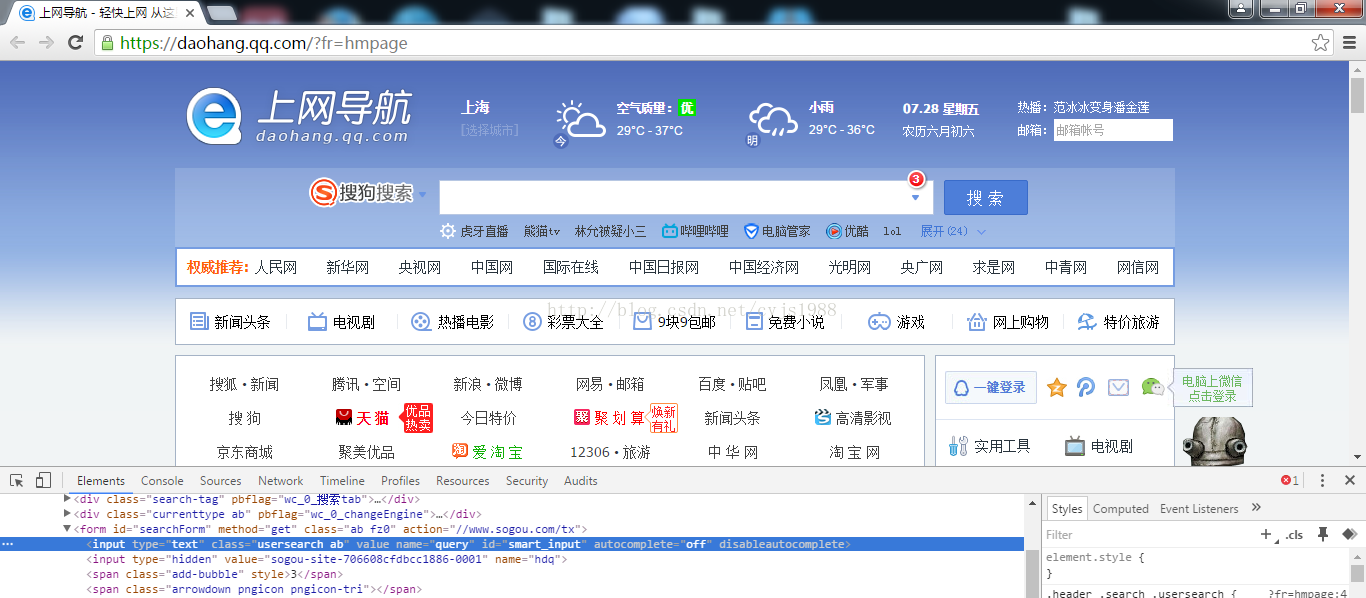 上网导航 - 轻快上网 从这
https://daohang.qq.com/?fr=hmpage
上网导航
daohang.qq.com
上海
[选择城市]
今
空气质量: 优
29°C - 37°C
明
小雨
29°C - 36°C
07.28 星期五
农历六月初六
热搜: 范冰冰变身潘金莲
邮箱: 邮箱帐号
S 搜狗搜索
3
搜 索
虎牙直播 熊猫tv 林允被疑小三 哔哩哔哩 电脑管家 优酷 lol 展开(24)
权威推荐: 人民网 新华网 央视网 中国网 国际在线 中国日报网 中国经济网 光明网 央广网 求是网 中青网 网信网
http://blog.csdn.net/cyjs1988
新闻头条 电视剧 热播电影 8 彩票大全 9块9包邮 免费小说 游戏 网上购物 特价旅游
搜狐 • 新闻 腾讯 • 空间 新浪 • 微博 网易 • 邮箱 百度 • 贴吧 凤凰 • 军事
搜 狗 天 猫 优品热卖 今日特价 聚 聚 划 算 焕新有礼 新闻头条 高清影视
京东商城 聚美优品 淘 爱 淘 宝 12306 • 旅游 中 华 网 淘 宝 网
一键登录
电脑上微信
点击登录
实用工具 电视剧
Elements Console Sources Network Timeline Profiles Resources Security Audits 1
<div class="search-tag" pbflag="wc_0_搜索tab">…</div>
<div class="currenttype ab" pbflag="wc_0_changeEngine">…</div>
<form id="searchForm" method="get" class="ab fz0" action="//www.sogou.com/tx">
<input type="text" class="usersearch ab" value name="query" id="smart_input" autocomplete="off" disableautocomplete>
<input type="hidden" value="sogou-site-706608cfdbcc1886-0001" name="hdq">
<span class="add-bubble" style>3</span>
<span class="arrowdown pngicon pngicon-tri"></span>
Styles Computed Event Listeners »
Filter + .cls
element.style {
}
.header .search .usersearch { ?fr=hmpage:4